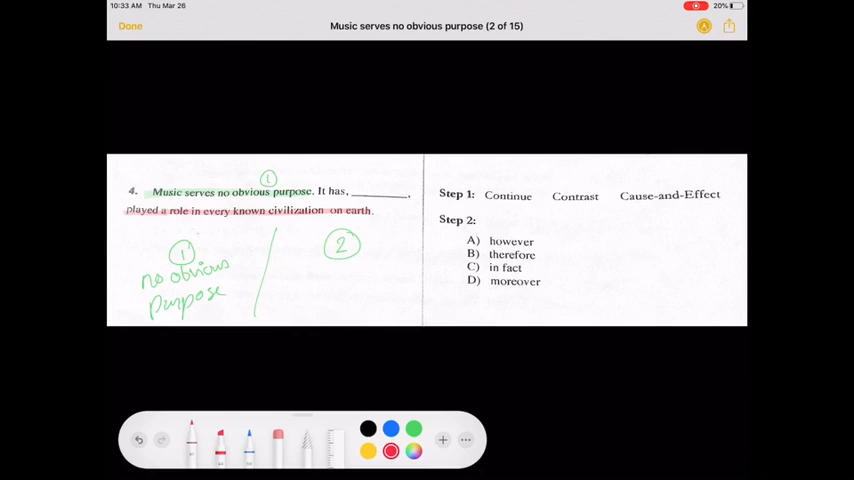 10:33 AM Thu Mar 26
20%
Done
Music serves no obvious purpose (2 of 15)
4. Music serves no obvious purpose. It has, ________,
played a role in every known civilization on earth.
1
1
no obvious
purpose
2
Step 1: Continue Contrast Cause-and-Effect
Step 2:
A) however
B) therefore
C) in fact
D) moreover